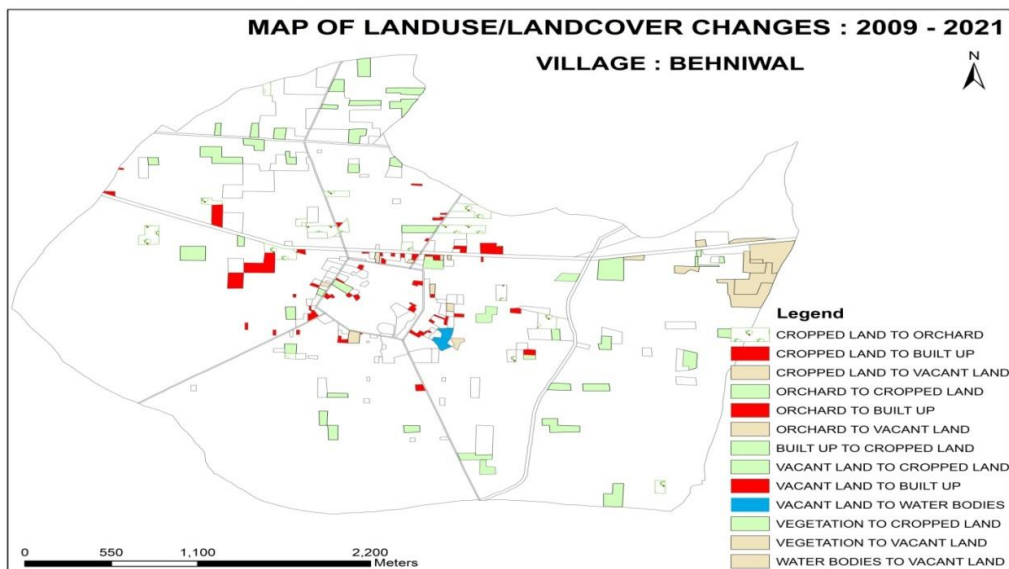 MAP OF LANDUSE/LANDCOVER CHANGES : 2009 - 2021
VILLAGE : BEHNIWAL
N
Legend
CROPPED LAND TO ORCHARD
CROPPED LAND TO BUILT UP
CROPPED LAND TO VACANT LAND
ORCHARD TO CROPPED LAND
ORCHARD TO BUILT UP
ORCHARD TO VACANT LAND
BUILT UP TO CROPPED LAND
VACANT LAND TO CROPPED LAND
VACANT LAND TO BUILT UP
VACANT LAND TO WATER BODIES
VEGETATION TO CROPPED LAND
VEGETATION TO VACANT LAND
WATER BODIES TO VACANT LAND
0 550 1,100 2,200
Meters